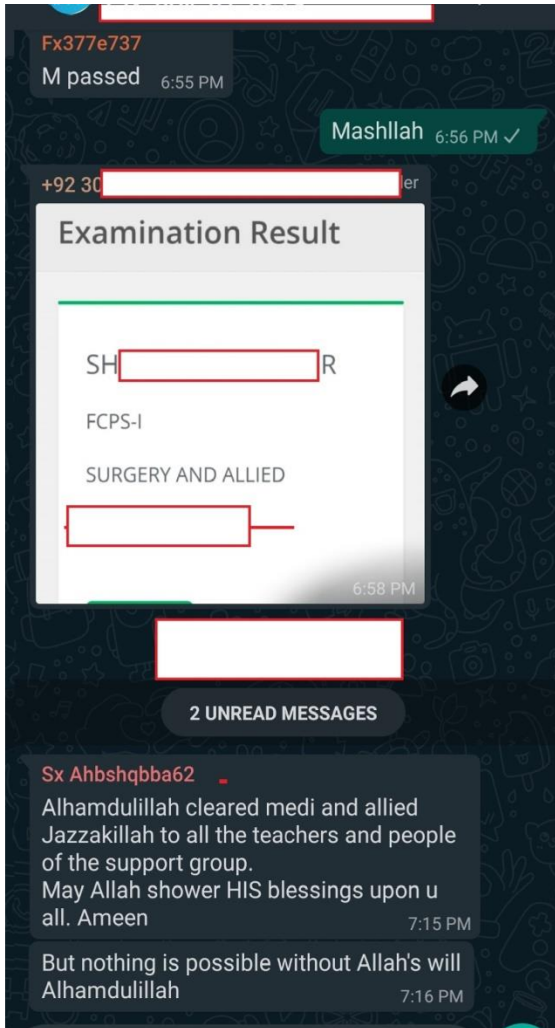 Fx377e737
M passed 6:55 PM
Mashllah 6:56 PM
+92 30
Examination Result
SH R
FCPS-I
SURGERY AND ALLIED
6:58 PM
2 UNREAD MESSAGES
Sx Ahbshqbba62
Alhamdulillah cleared medi and allied
Jazzakillah to all the teachers and people
of the support group.
May Allah shower HIS blessings upon u
all. Ameen 7:15 PM
But nothing is possible without Allah's will
Alhamdulillah 7:16 PM